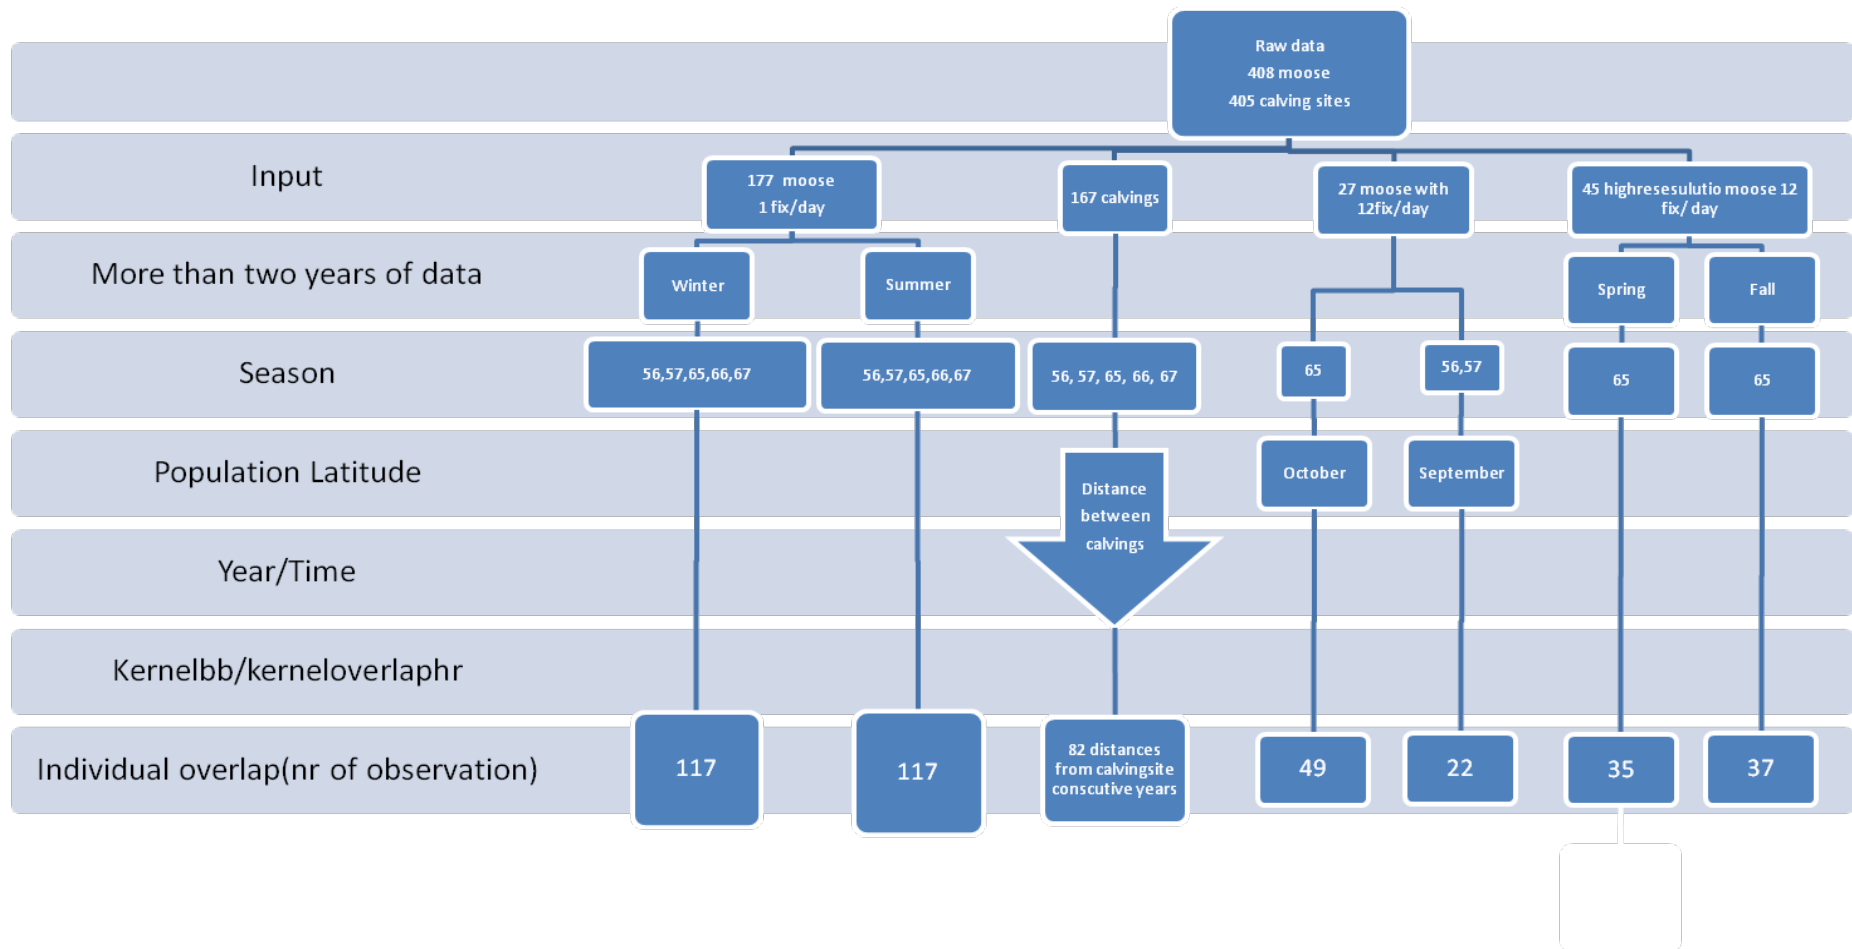 Raw data
408 moose
405 calving sites
Input
177 moose
1 fix/day
167 calvings
27 moose with
12fix/day
45 highresesulutio moose 12
fix/ day
More than two years of data
Winter
Summer
Spring
Fall
Season
56,57,65,66,67
56,57,65,66,67
56, 57, 65, 66, 67
65
56,57
65
65
Population Latitude
Distance
between
calvings
October
September
Year/Time
Kernelbb/kerneloverlaphr
Individual overlap(nr of observation)
117
117
82 distances
from calvingsite
conscutive years
49
22
35
37